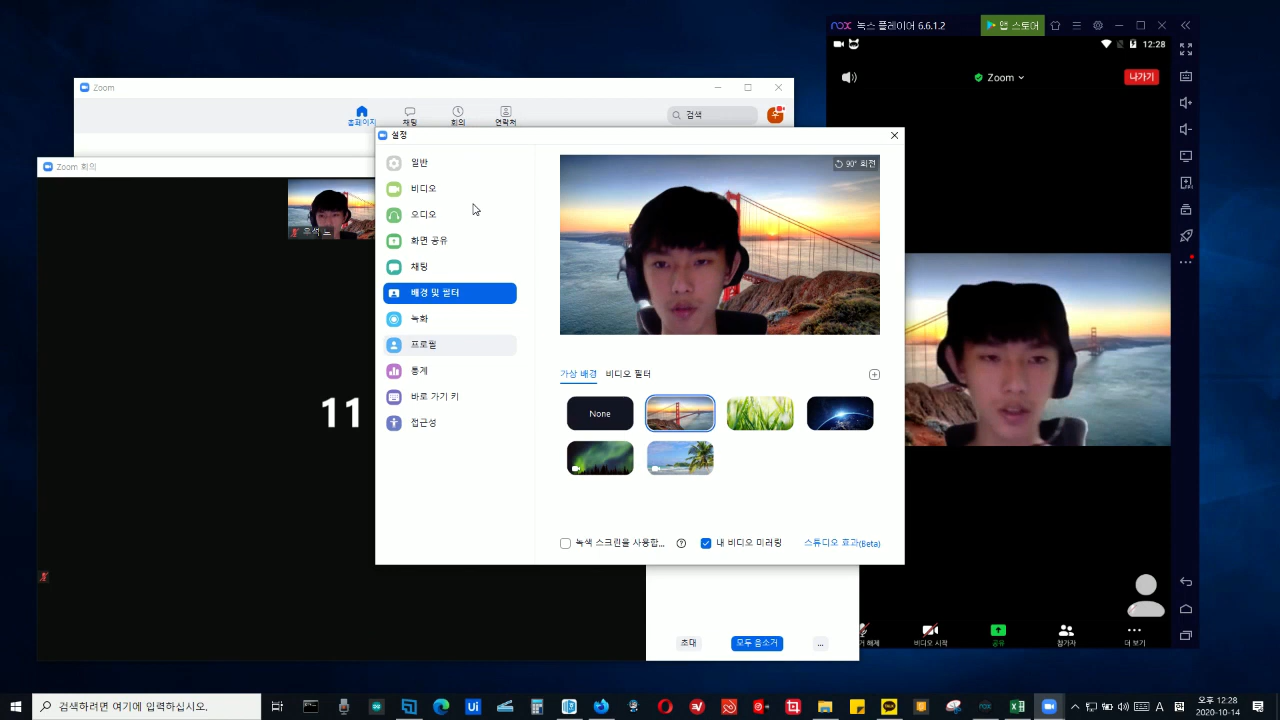 녹스 플레이어 6.6.1.2
앱 스토어
12:28
Zoom
나가기
Zoom
홈페이지
채팅
회의
연락처
검색
우
설정
Zoom 회의
일반
비디오
오디오
화면 공유
채팅
배경 및 필터
녹화
프로필
통계
바로 가기 키
접근성
90° 회전
11
가상 배경
비디오 필터
None
녹색 스크린을 사용합...
내 비디오 미러링
스튜디오 효과(Beta)
초대
모두 음소거
...
비디오 시작
공유
참가자
더 보기
검색하려면 여기에 입력하십시오.
Ui
TALK
A
오후 12:28
2020-10-14